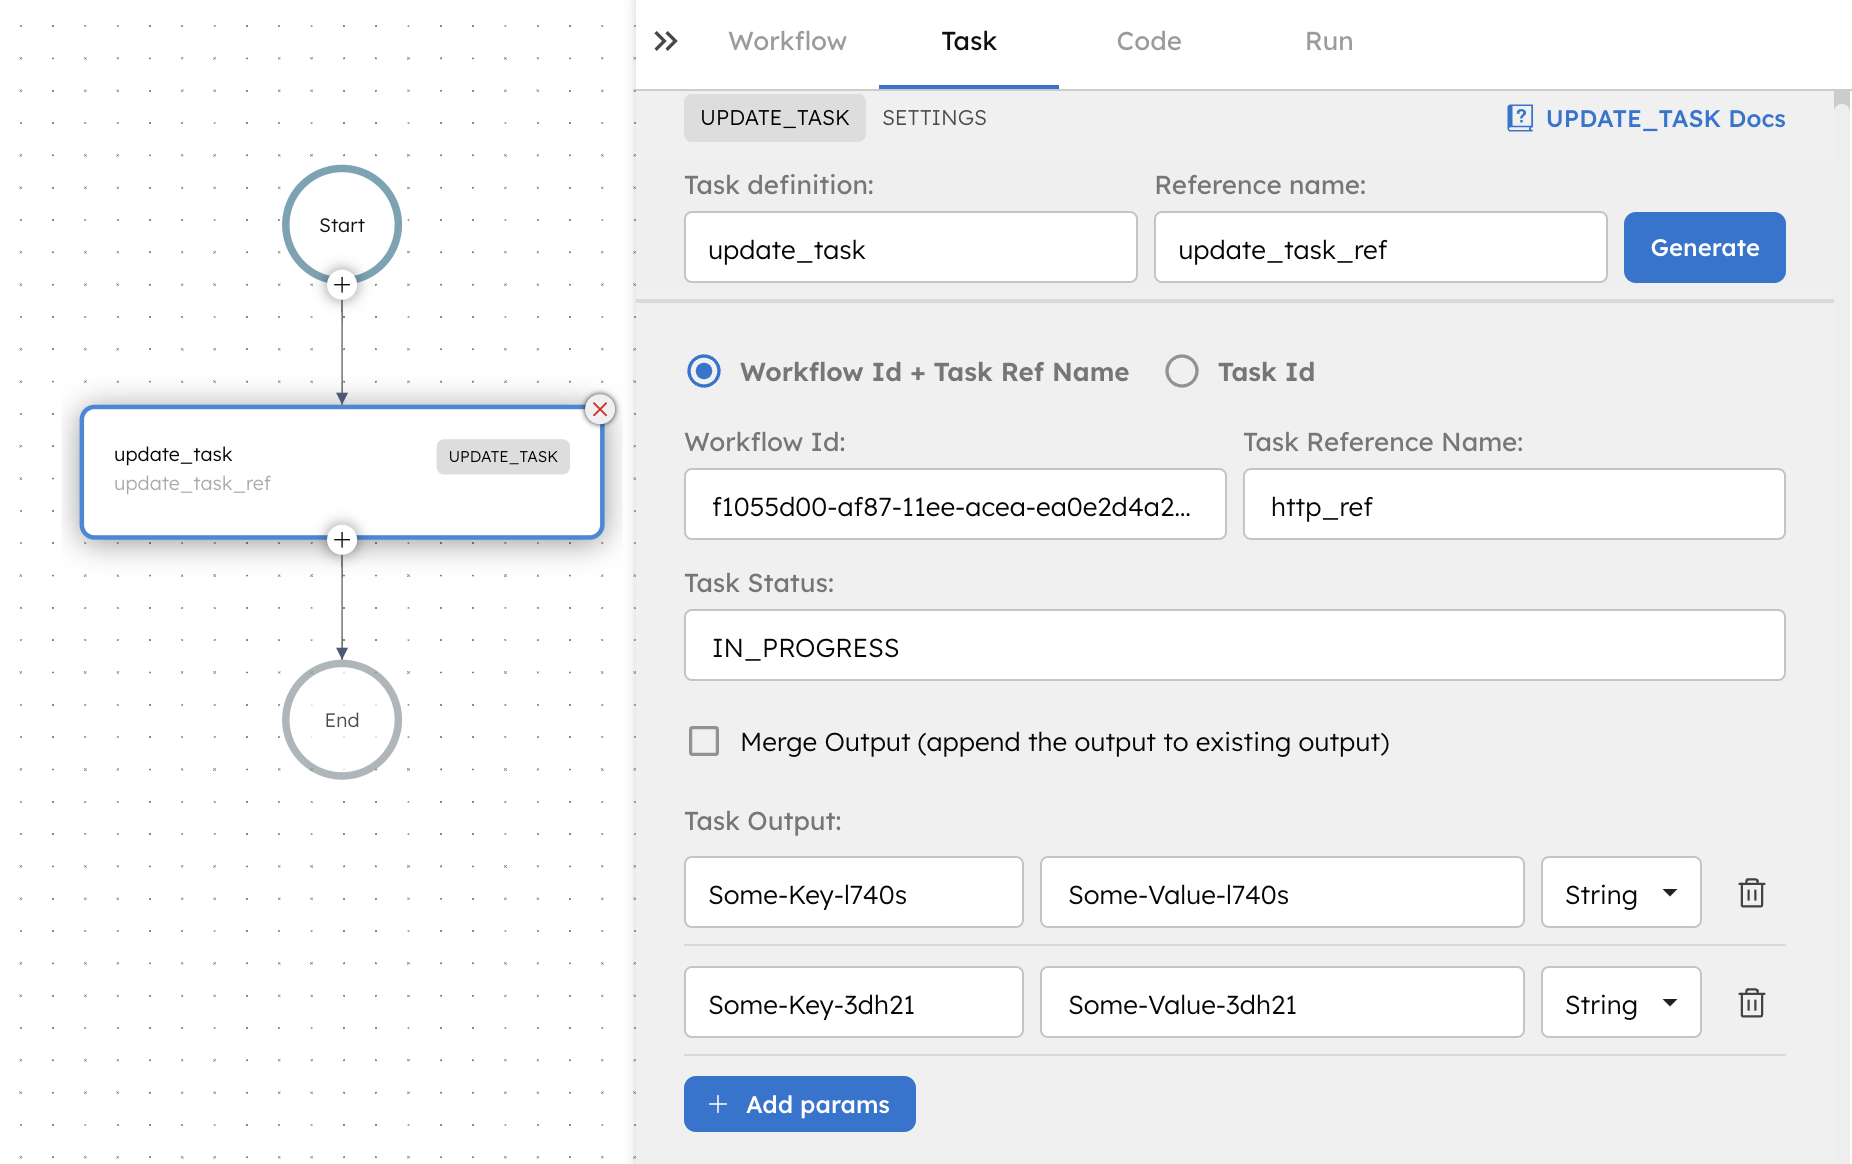 Workflow
Task
Code
Run
UPDATE_TASK
SETTINGS
UPDATE_TASK Docs
Task definition:
Reference name:
update_task
update_task_ref
Generate
Workflow Id + Task Ref Name
Task Id
Workflow Id:
Task Reference Name:
f1055d00-af87-11ee-acea-ea0e2d4a2...
http_ref
Task Status:
IN_PROGRESS
Merge Output (append the output to existing output)
Task Output:
Some-Key-l740s
Some-Value-l740s
String
Some-Key-3dh21
Some-Value-3dh21
String
+ Add params
Start
update_task
UPDATE_TASK
update_task_ref
End